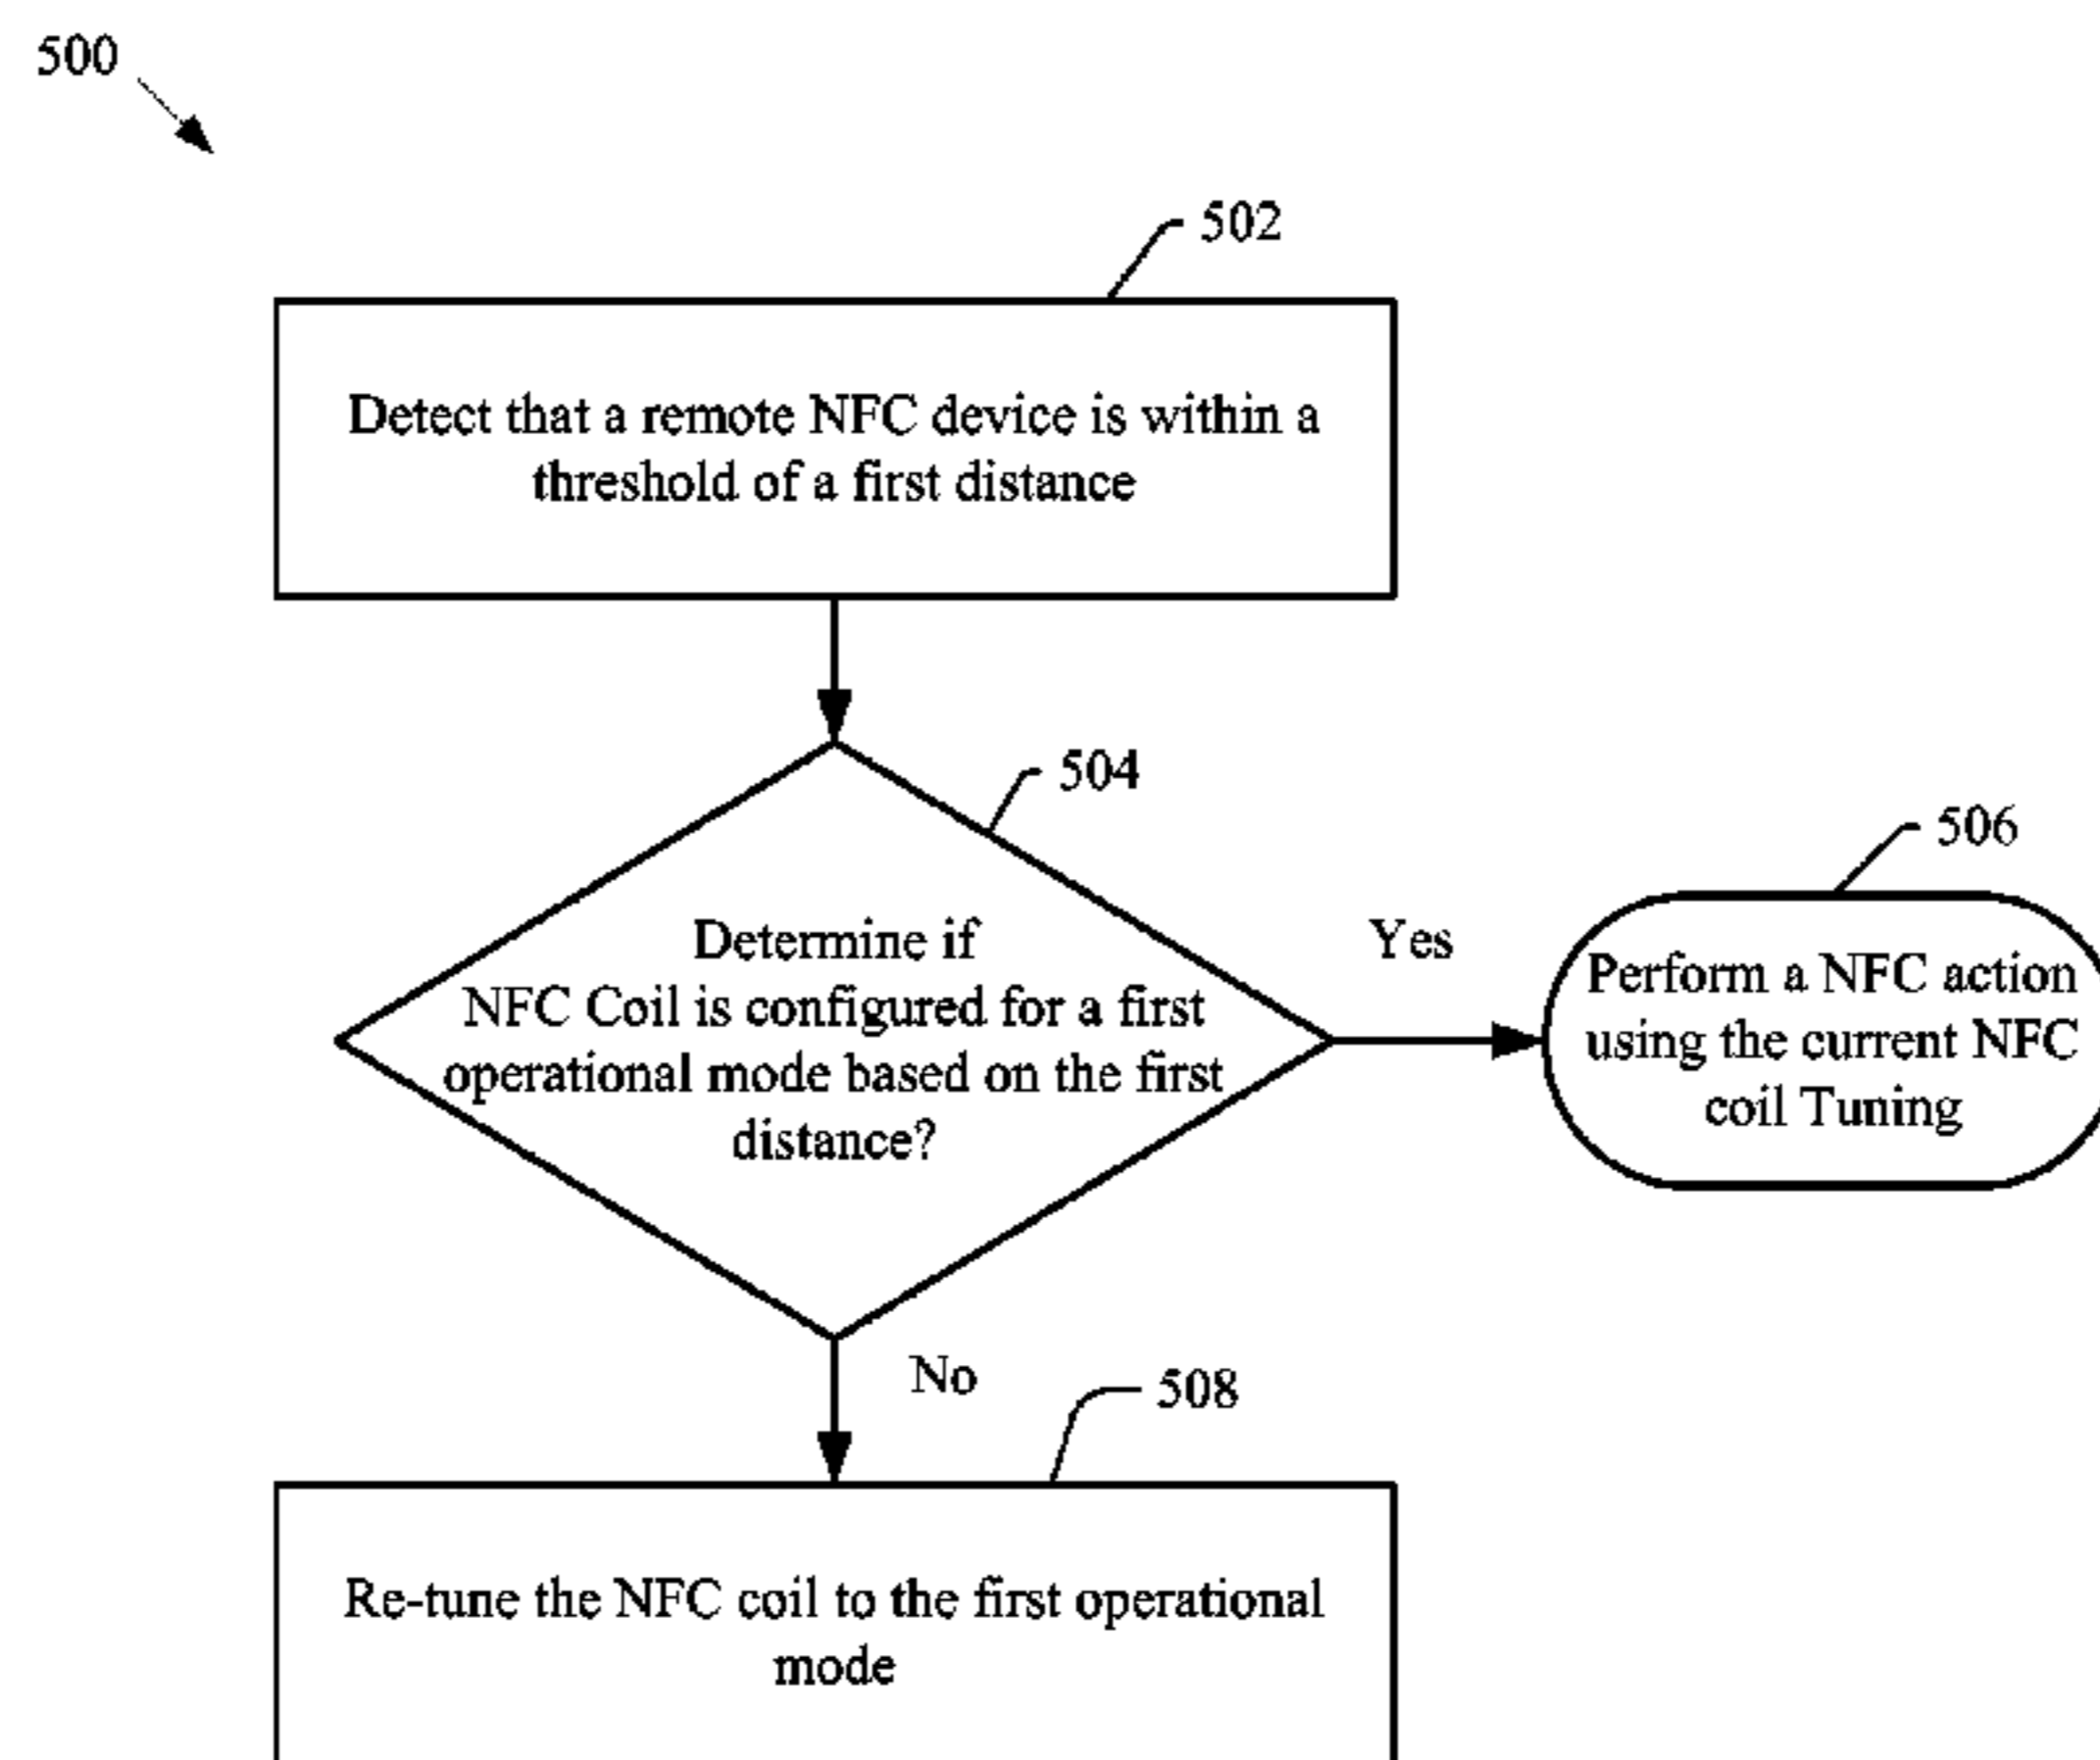 500
502
Detect that a remote NFC device is within a
threshold of a first distance
504
506
Determine if
NFC Coil is configured for a first
operational mode based on the first
distance?
Yes
Perform a NFC action
using the current NFC
coil Tuning
No
508
Re-tune the NFC coil to the first operational
mode